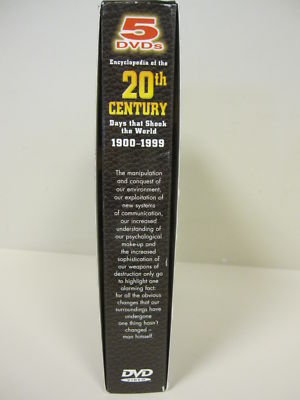 5
DVDs
Encyclopedia of the
20th
CENTURY
Days that Shook
the World
1900-1999
The manipulation
and conquest of
our environment,
our exploitation of
new systems
of communication,
our increased
understanding of
our psychological
make-up and
the increased
sophistication of
our weapons of
destruction only go
to highlight one
alarming fact:
for all the obvious
changes that our
surroundings have
undergone
one thing hasn't
changed –
man himself.
DVD
VIDEO